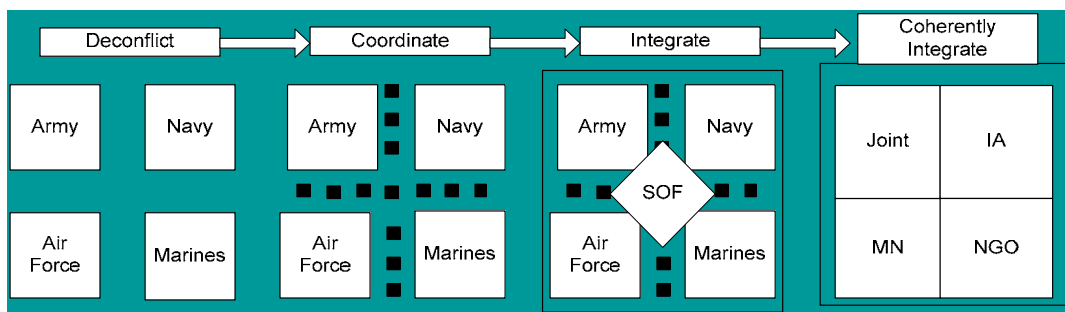 Deconflict
Coordinate
Integrate
Coherently
Integrate
Army
Navy
Army
Navy
Army
Navy
Joint
IA
SOF
Air
Force
Marines
Air
Force
Marines
Air
Force
Marines
MN
NGO